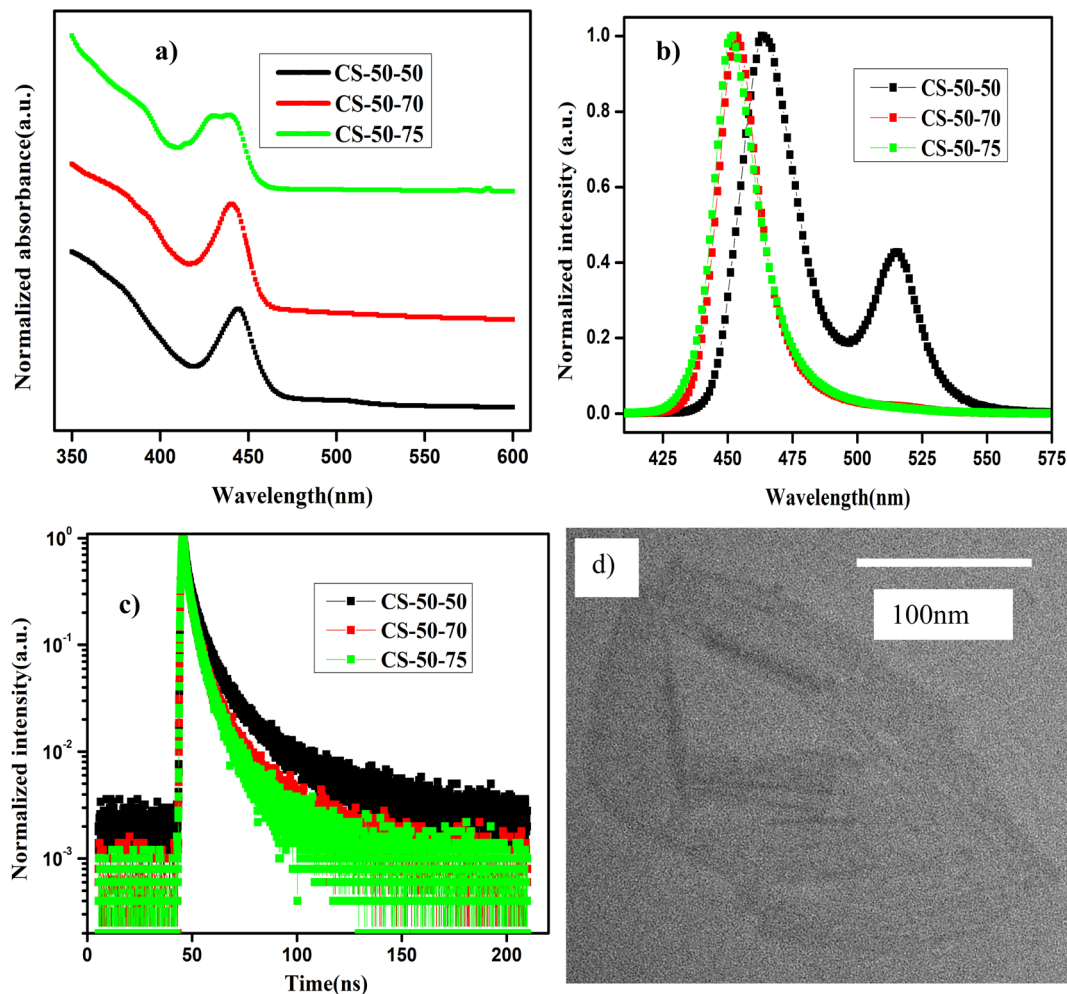 a)
CS-50-50
CS-50-70
CS-50-75
Normalized absorbance(a.u.)
350 400 450 500 550 600
Wavelength(nm)
b)
CS-50-50
CS-50-70
CS-50-75
Normalized intensity (a.u.)
1.0
0.8
0.6
0.4
0.2
0.0
425 450 475 500 525 550 575
Wavelength(nm)
c)
CS-50-50
CS-50-70
CS-50-75
Normalized intensity(a.u.)
10⁰
10⁻¹
10⁻²
10⁻³
0 50 100 150 200
Time(ns)
d)
100nm